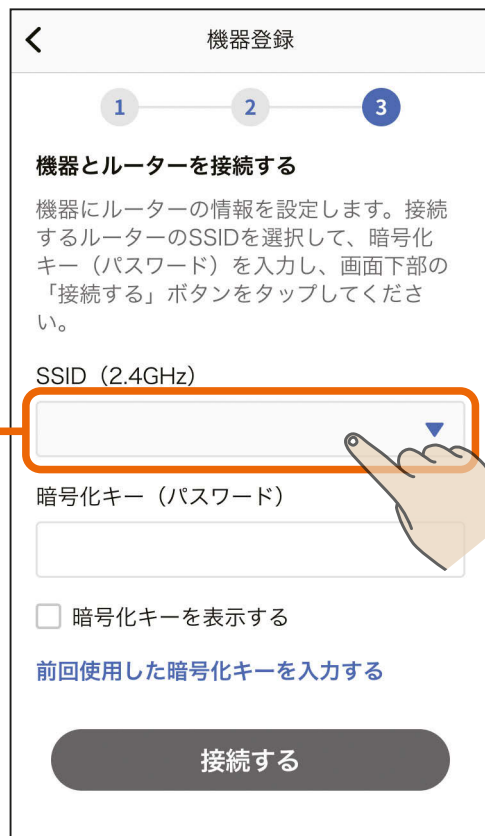 機器登録
1 2 3
機器とルーターを接続する
機器にルーターの情報を設定します。接続
するルーターのSSIDを選択して、暗号化
キー（パスワード）を入力し、画面下部の
「接続する」ボタンをタップしてくださ
い。
SSID（2.4GHz）
暗号化キー（パスワード）
暗号化キーを表示する
前回使用した暗号化キーを入力する
接続する